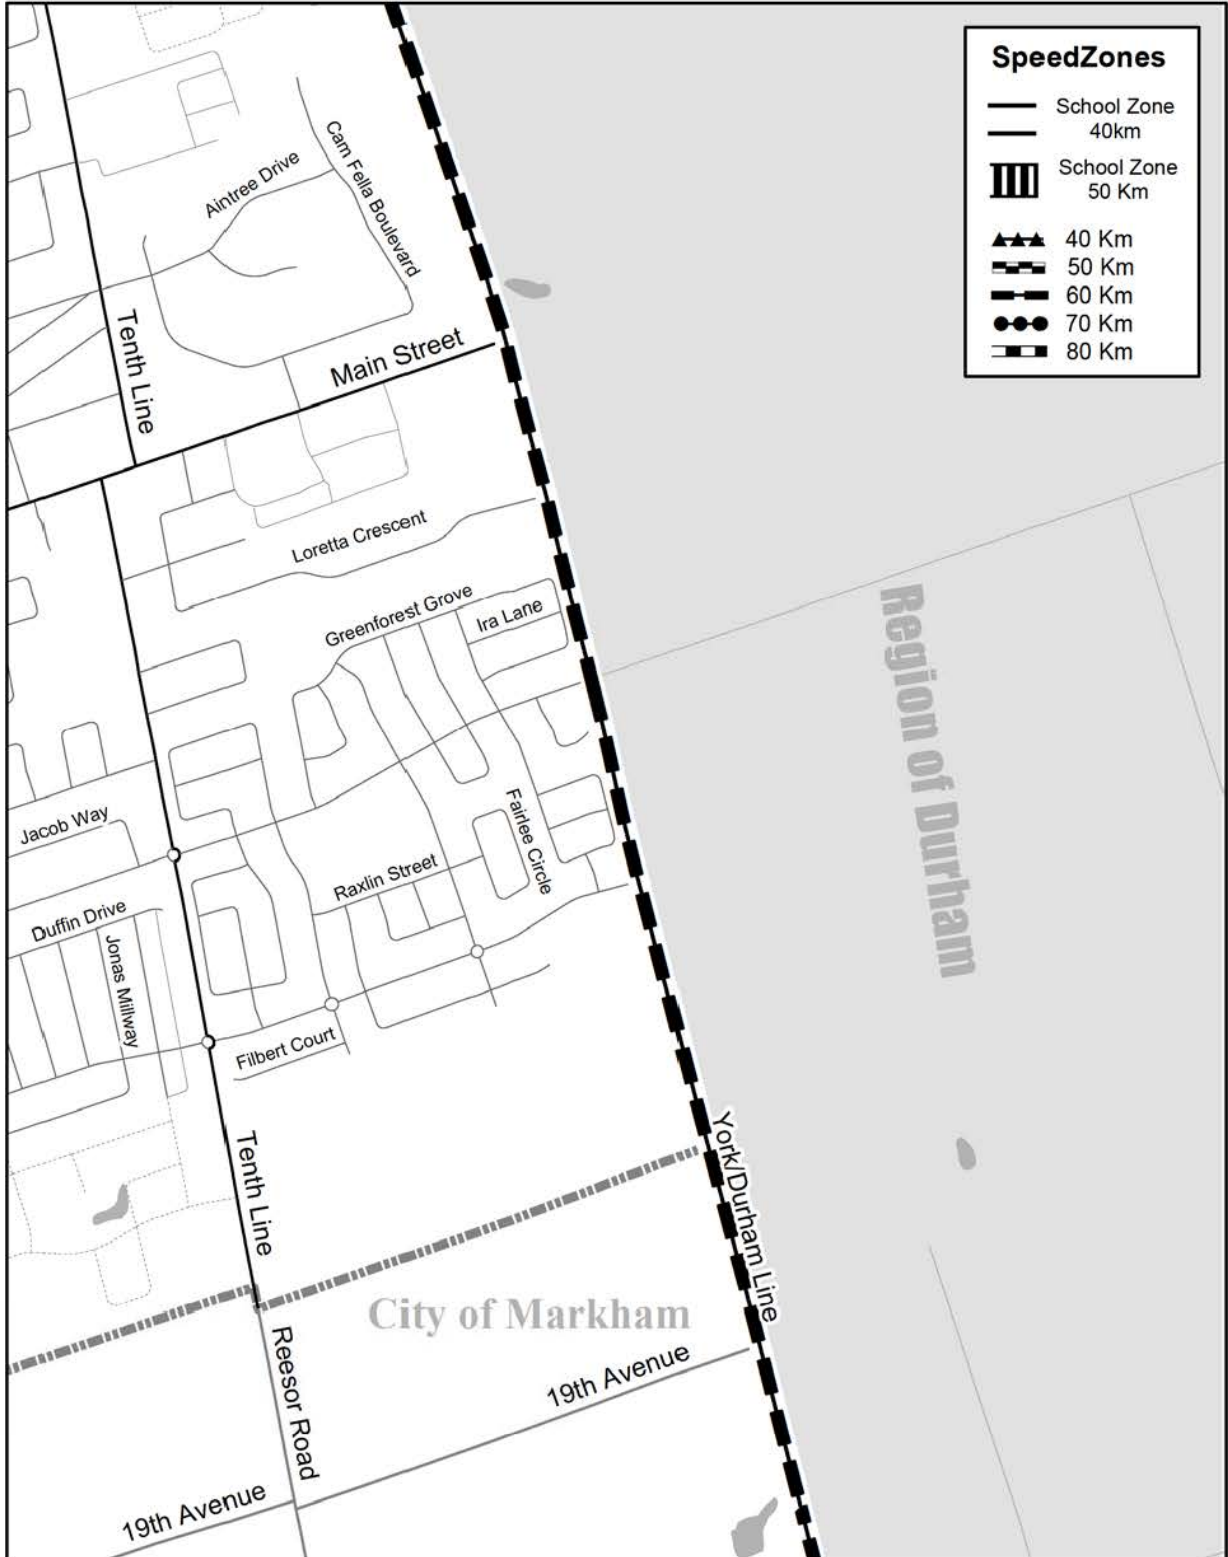 SpeedZones
School Zone
40km
School Zone
50 Km
40 Km
50 Km
60 Km
70 Km
80 Km
Cam Fella Boulevard
Aintree Drive
Tenth Line
Main Street
Loretta Crescent
Greenforest Grove
Ira Lane
Region of Durham
Jacob Way
Fairlee Circle
Raxlin Street
Duffin Drive
Jonas Millway
Filbert Court
Tenth Line
York/Durham Line
City of Markham
Reesor Road
19th Avenue
19th Avenue